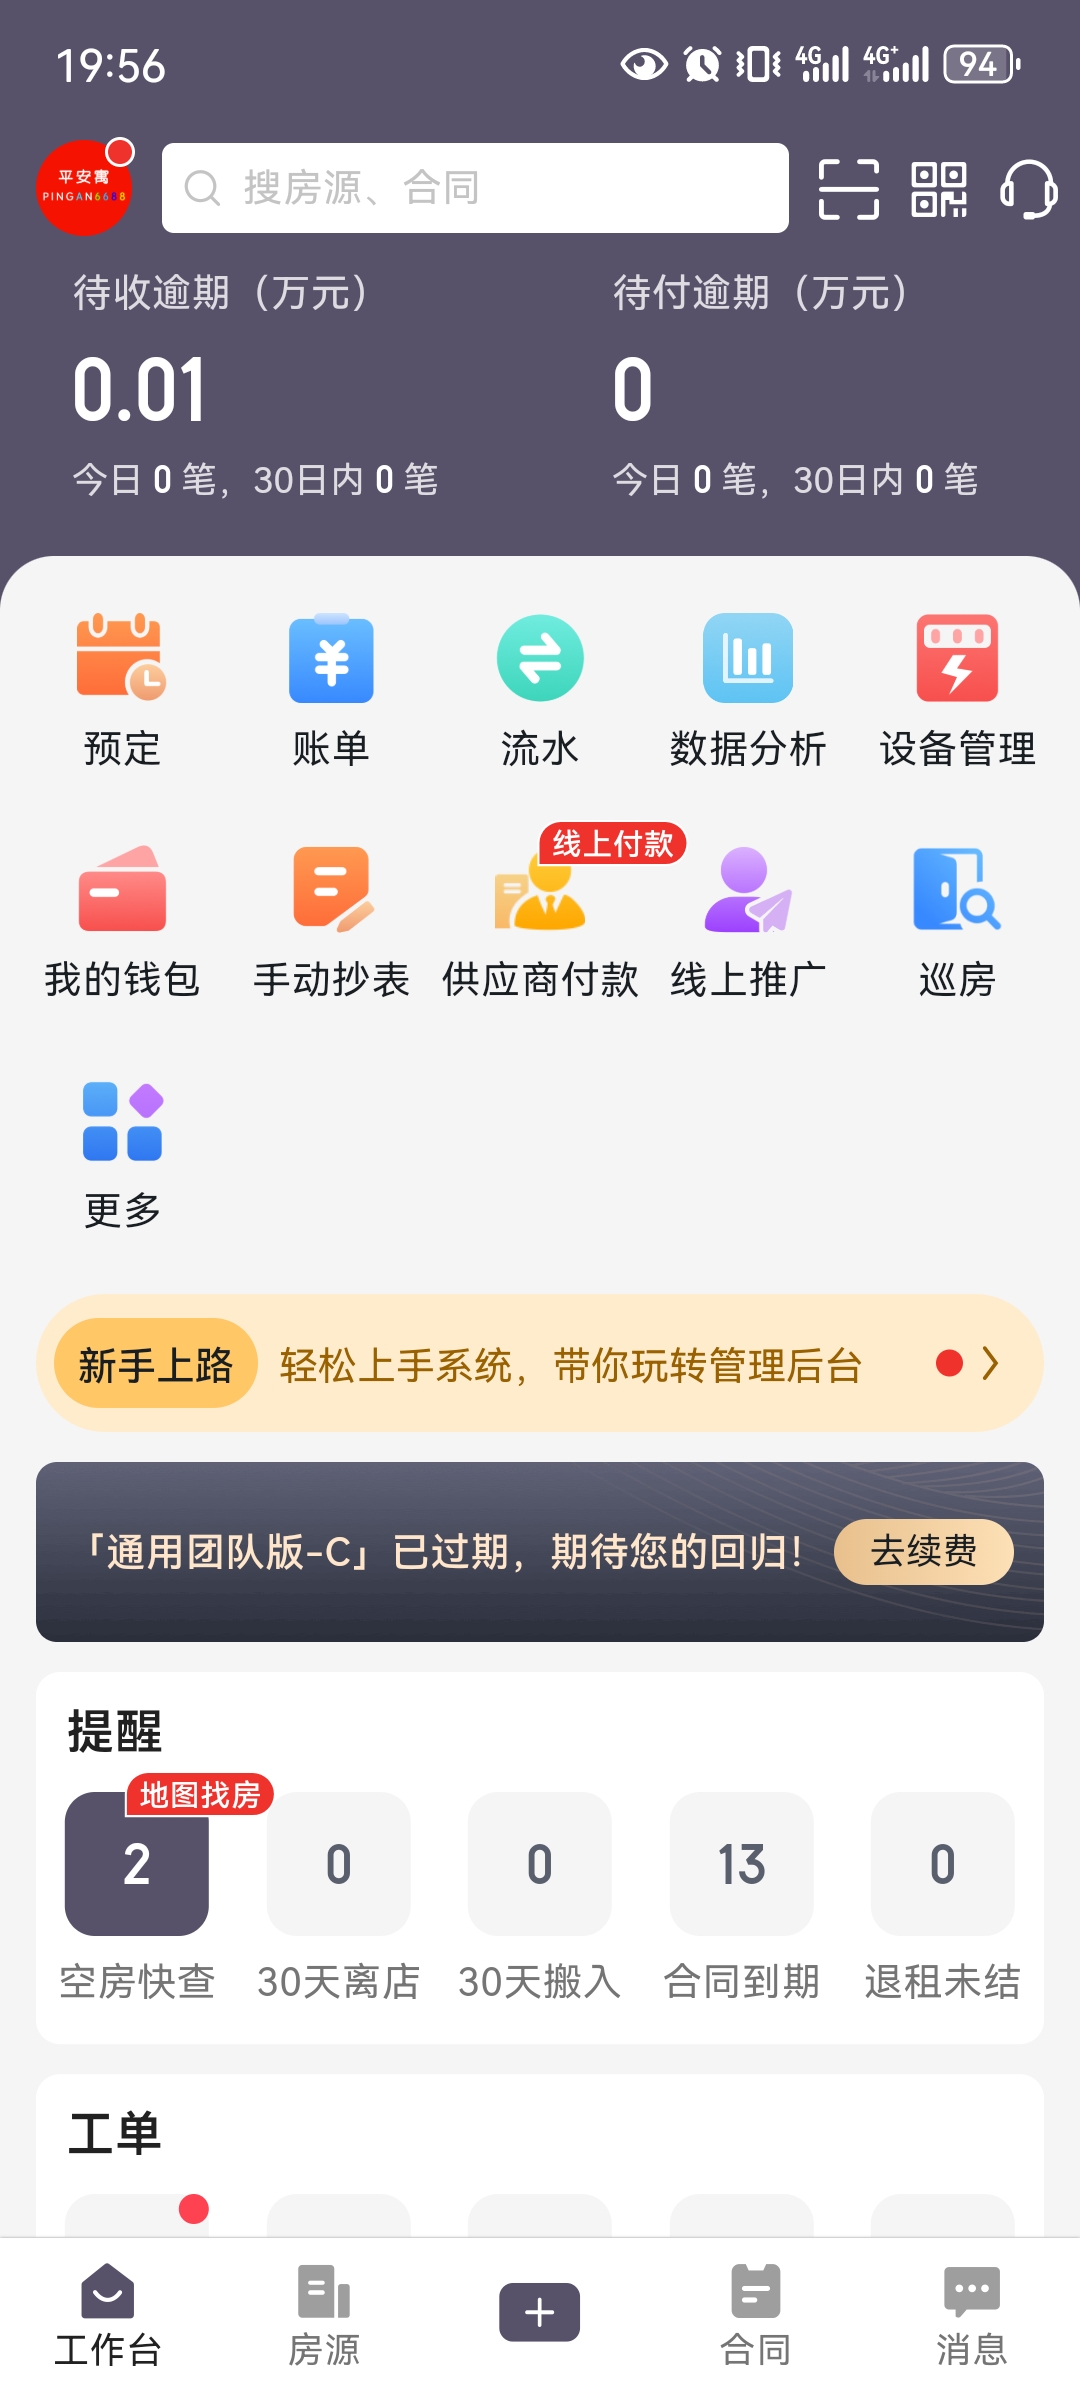 19:56
4G 4G+ 94
平安寓
PINGAN6688
搜房源、合同
待收逾期（万元） 待付逾期（万元）
0.01 0
今日 0 笔，30日内 0 笔 今日 0 笔，30日内 0 笔
预定 账单 流水 数据分析 设备管理
线上付款
我的钱包 手动抄表 供应商付款 线上推广 巡房
更多
新手上路 轻松上手系统，带你玩转管理后台
「通用团队版-C」已过期，期待您的回归！ 去续费
提醒
地图找房
2 0 0 13 0
空房快查 30天离店 30天搬入 合同到期 退租未结
工单
工作台 房源 合同 消息